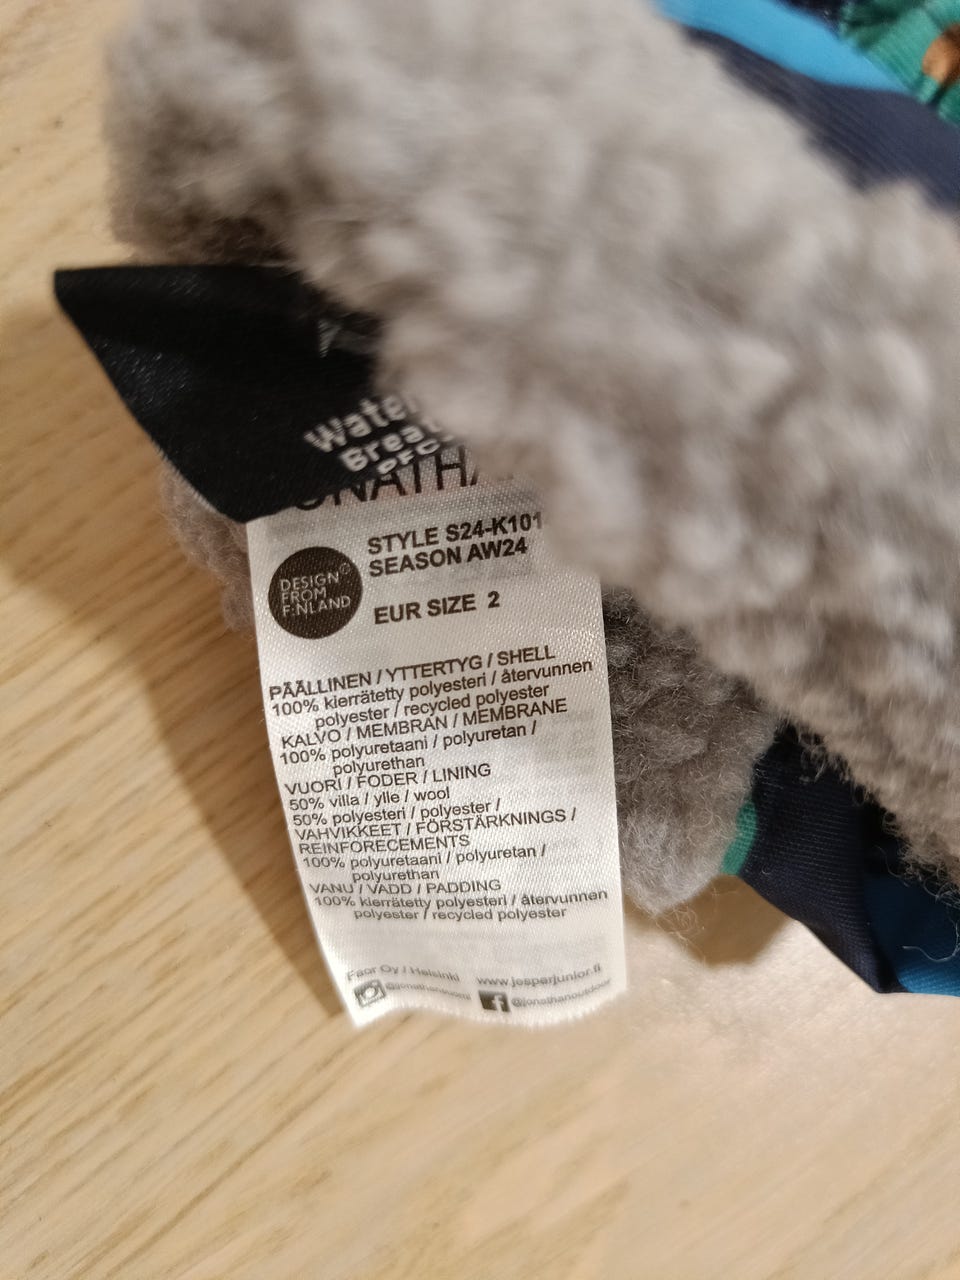 STYLE S24-K101
SEASON AW24
DESIGN
FROM
F:NLAND
EUR SIZE 2
PÄÄLLINEN / YTTERTYG / SHELL
100% kierrätetty polyesteri / återvunnen
polyester / recycled polyester
KALVO / MEMBRAN / MEMBRANE
100% polyuretaani / polyuretan /
polyurethan
VUORI / FODER / LINING
50% villa / ylle / wool
50% polyesteri / polyester /
VAHVIKKEET / FÖRSTÄRKNINGS /
REINFORECEMENTS
100% polyuretaani / polyuretan /
polyurethan
VANU / VADD / PADDING
100% kierrätetty polyesteri / återvunnen
polyester / recycled polyester
Faor Oy / Helsinki www.jesperjunior.fi
@jonathanoutdoor